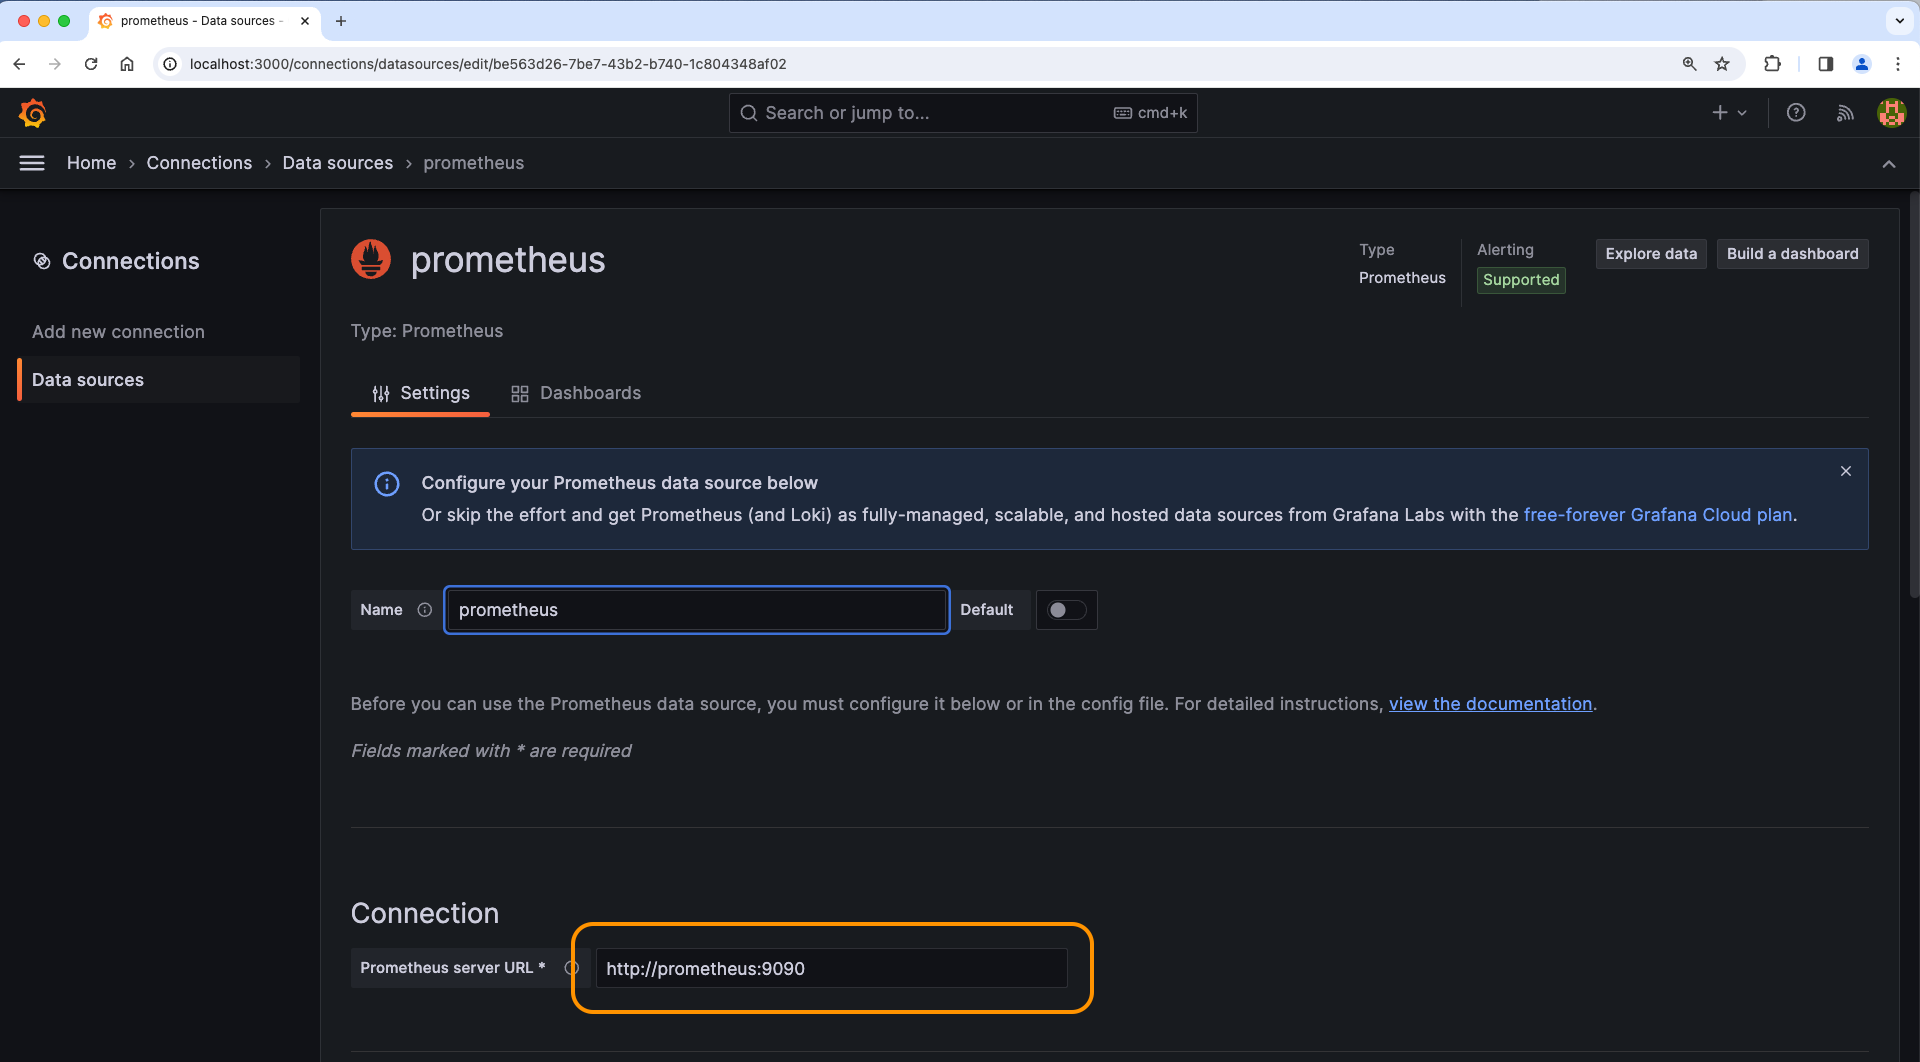 prometheus - Data sources -
localhost:3000/connections/datasources/edit/be563d26-7be7-43b2-b740-1c804348af02
Search or jump to... cmd+k
Home › Connections › Data sources › prometheus
Connections
Add new connection
Data sources
prometheus
Type
Prometheus
Alerting
Supported
Explore data
Build a dashboard
Type: Prometheus
Settings
Dashboards
Configure your Prometheus data source below
Or skip the effort and get Prometheus (and Loki) as fully-managed, scalable, and hosted data sources from Grafana Labs with the free-forever Grafana Cloud plan.
Name prometheus Default
Before you can use the Prometheus data source, you must configure it below or in the config file. For detailed instructions, view the documentation.
Fields marked with * are required
Connection
Prometheus server URL * http://prometheus:9090